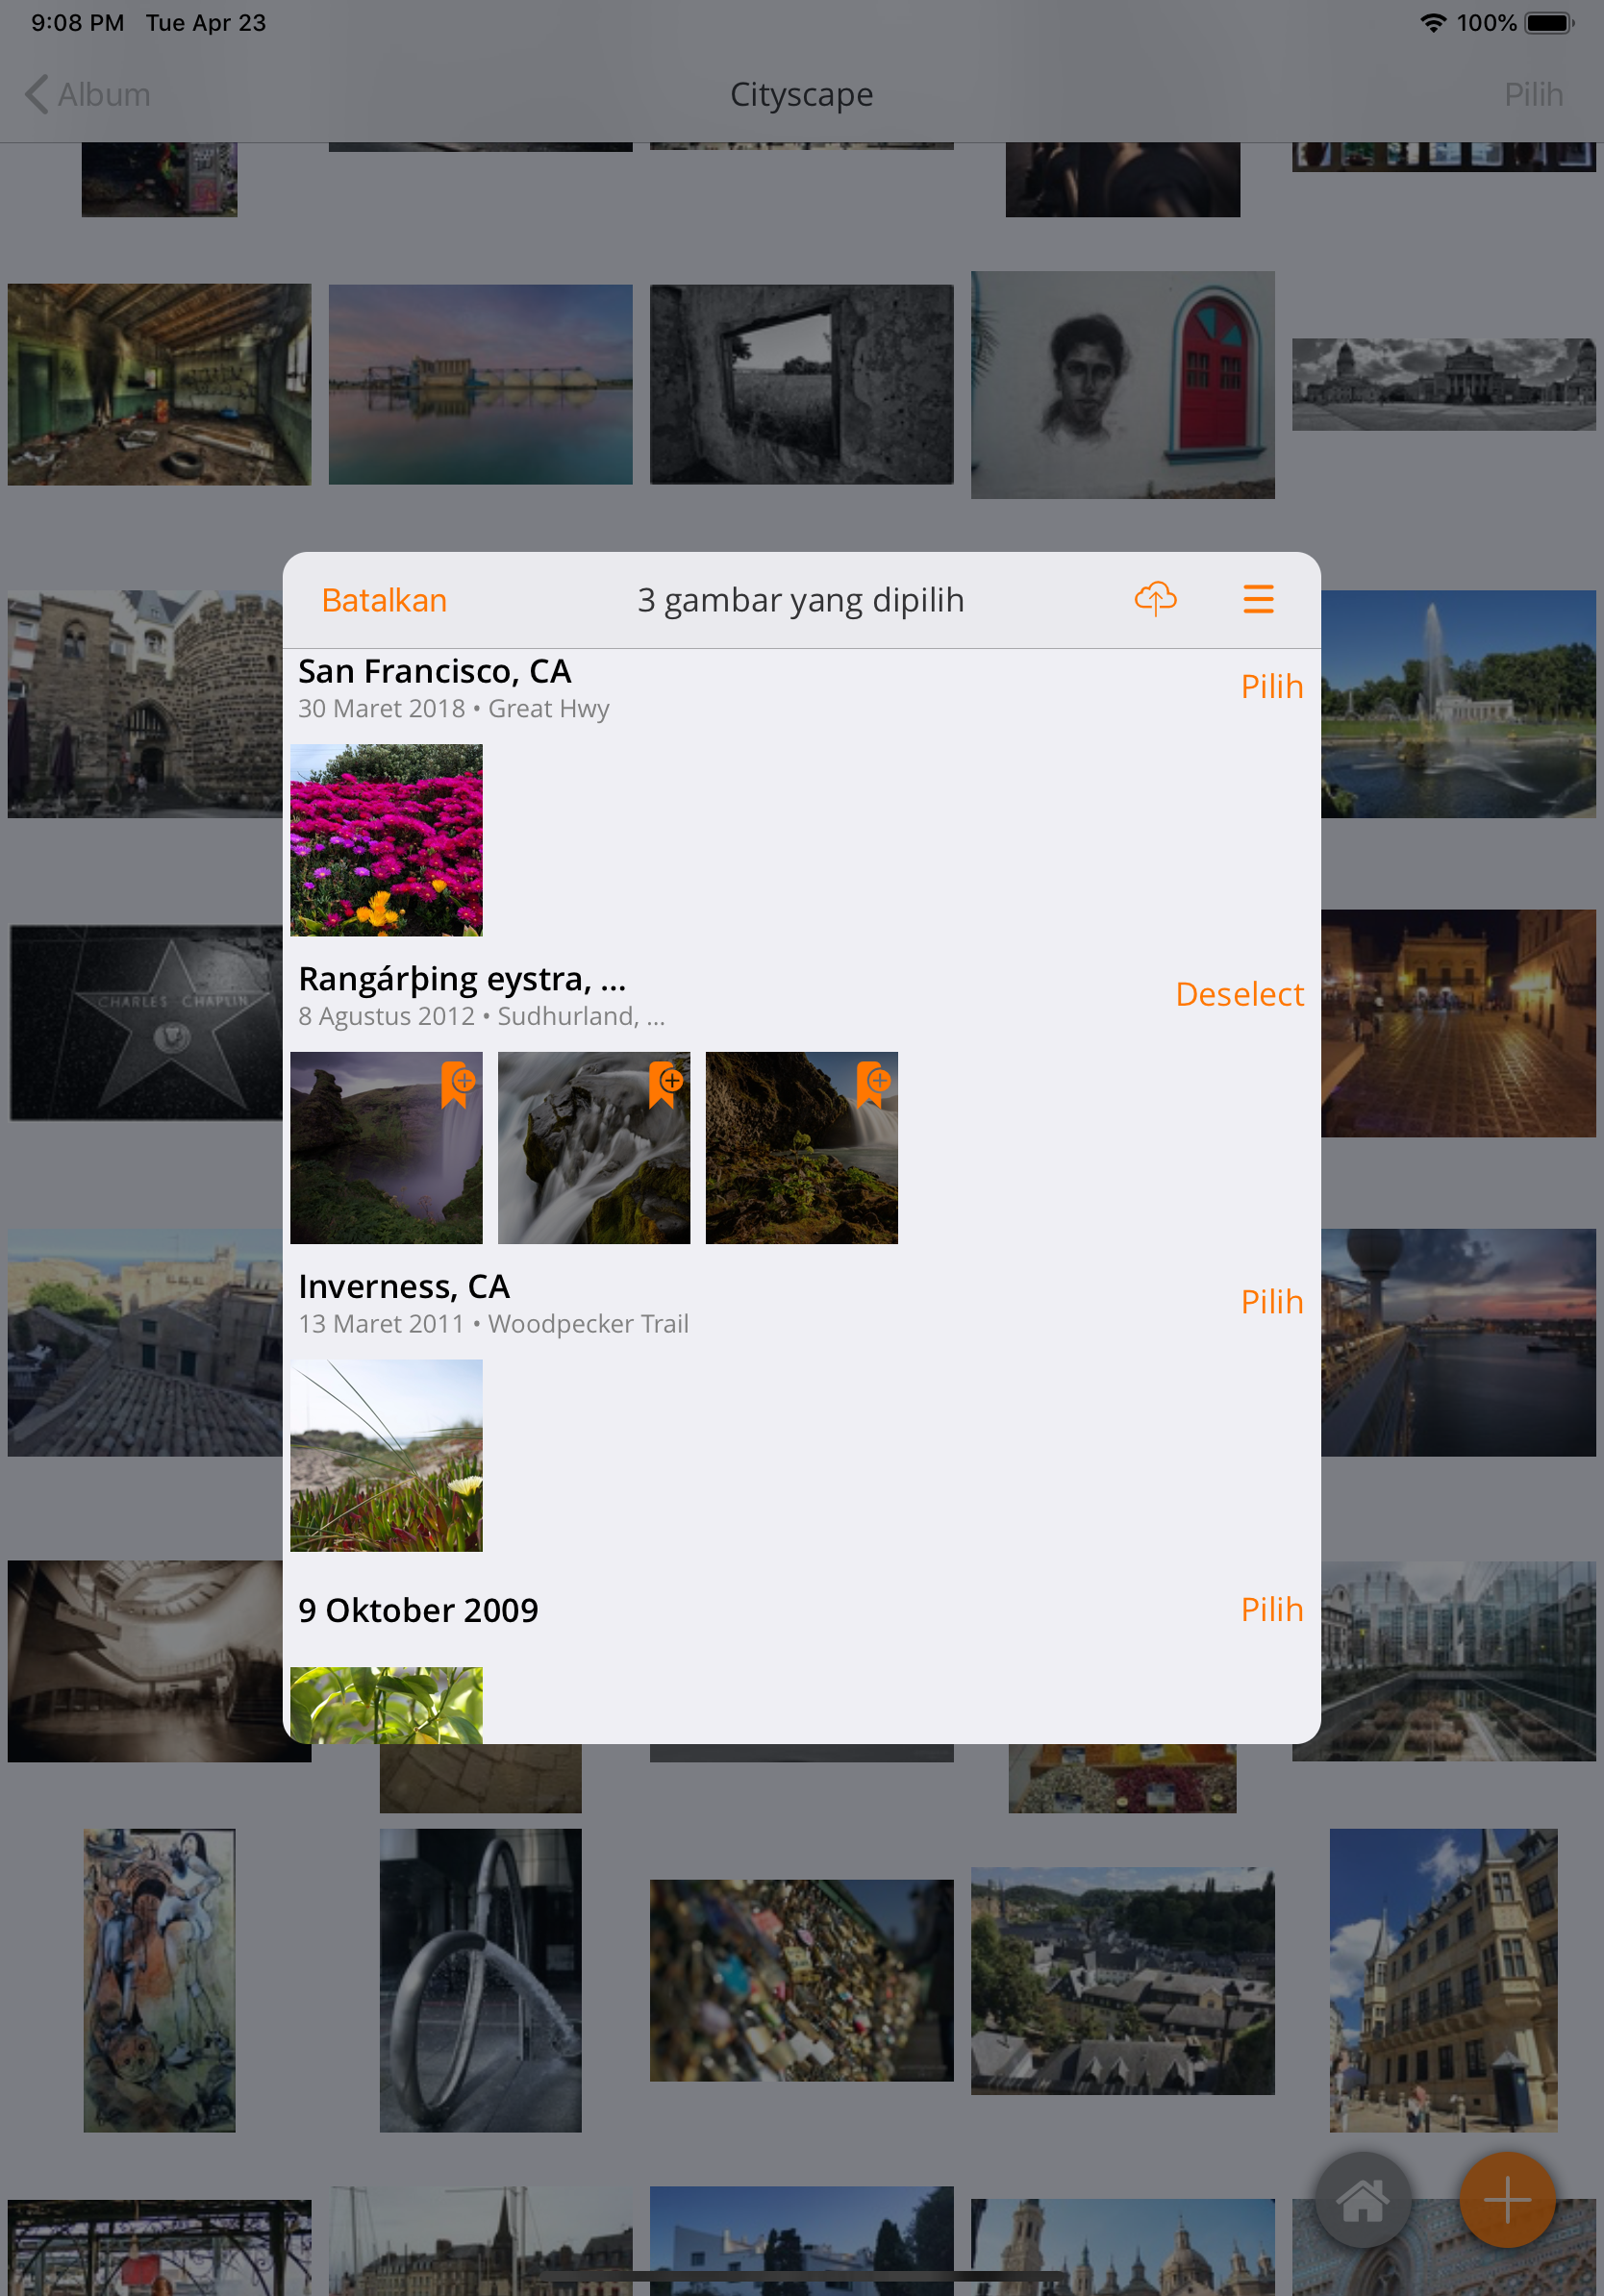 9:08 PM Tue Apr 23
100%
Album
Cityscape
Pilih
CHARLES CHAPLIN
Batalkan
3 gambar yang dipilih
San Francisco, CA
30 Maret 2018 • Great Hwy
Pilih
Rangárþing eystra, ...
8 Agustus 2012 • Sudhurland, ...
Deselect
Inverness, CA
13 Maret 2011 • Woodpecker Trail
Pilih
9 Oktober 2009
Pilih